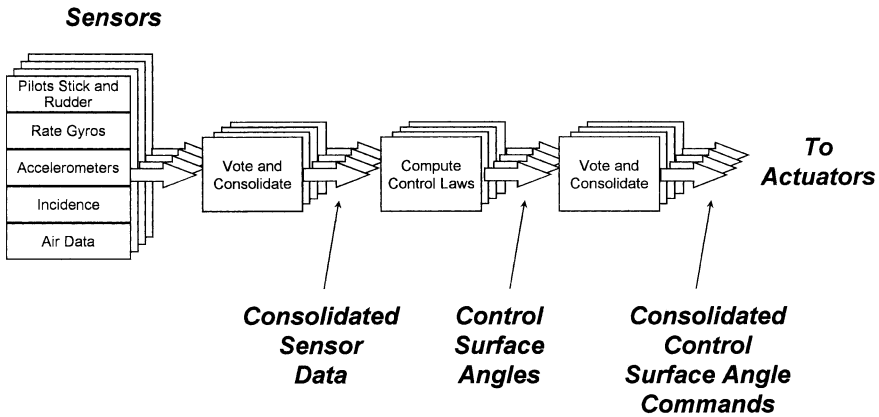 Sensors
Pilots Stick and
Rudder
Rate Gyros
Accelerometers
Incidence
Air Data
Vote and
Consolidate
Compute
Control Laws
Vote and
Consolidate
To
Actuators
Consolidated
Sensor
Data
Control
Surface
Angles
Consolidated
Control
Surface Angle
Commands